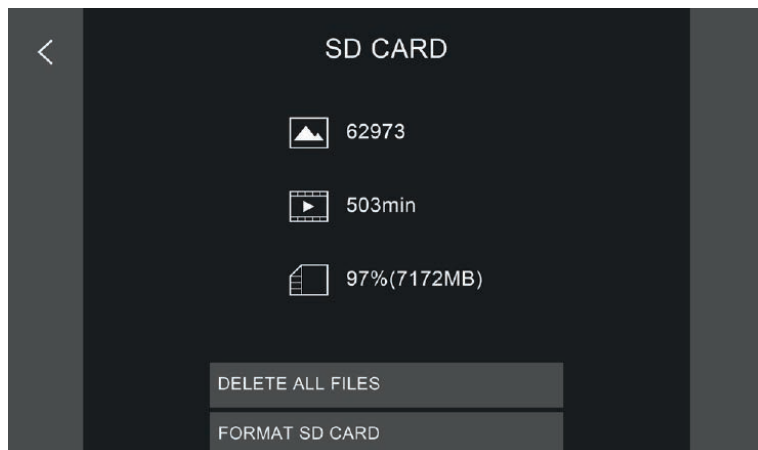 SD CARD
62973
503min
97%(7172MB)
DELETE ALL FILES
FORMAT SD CARD